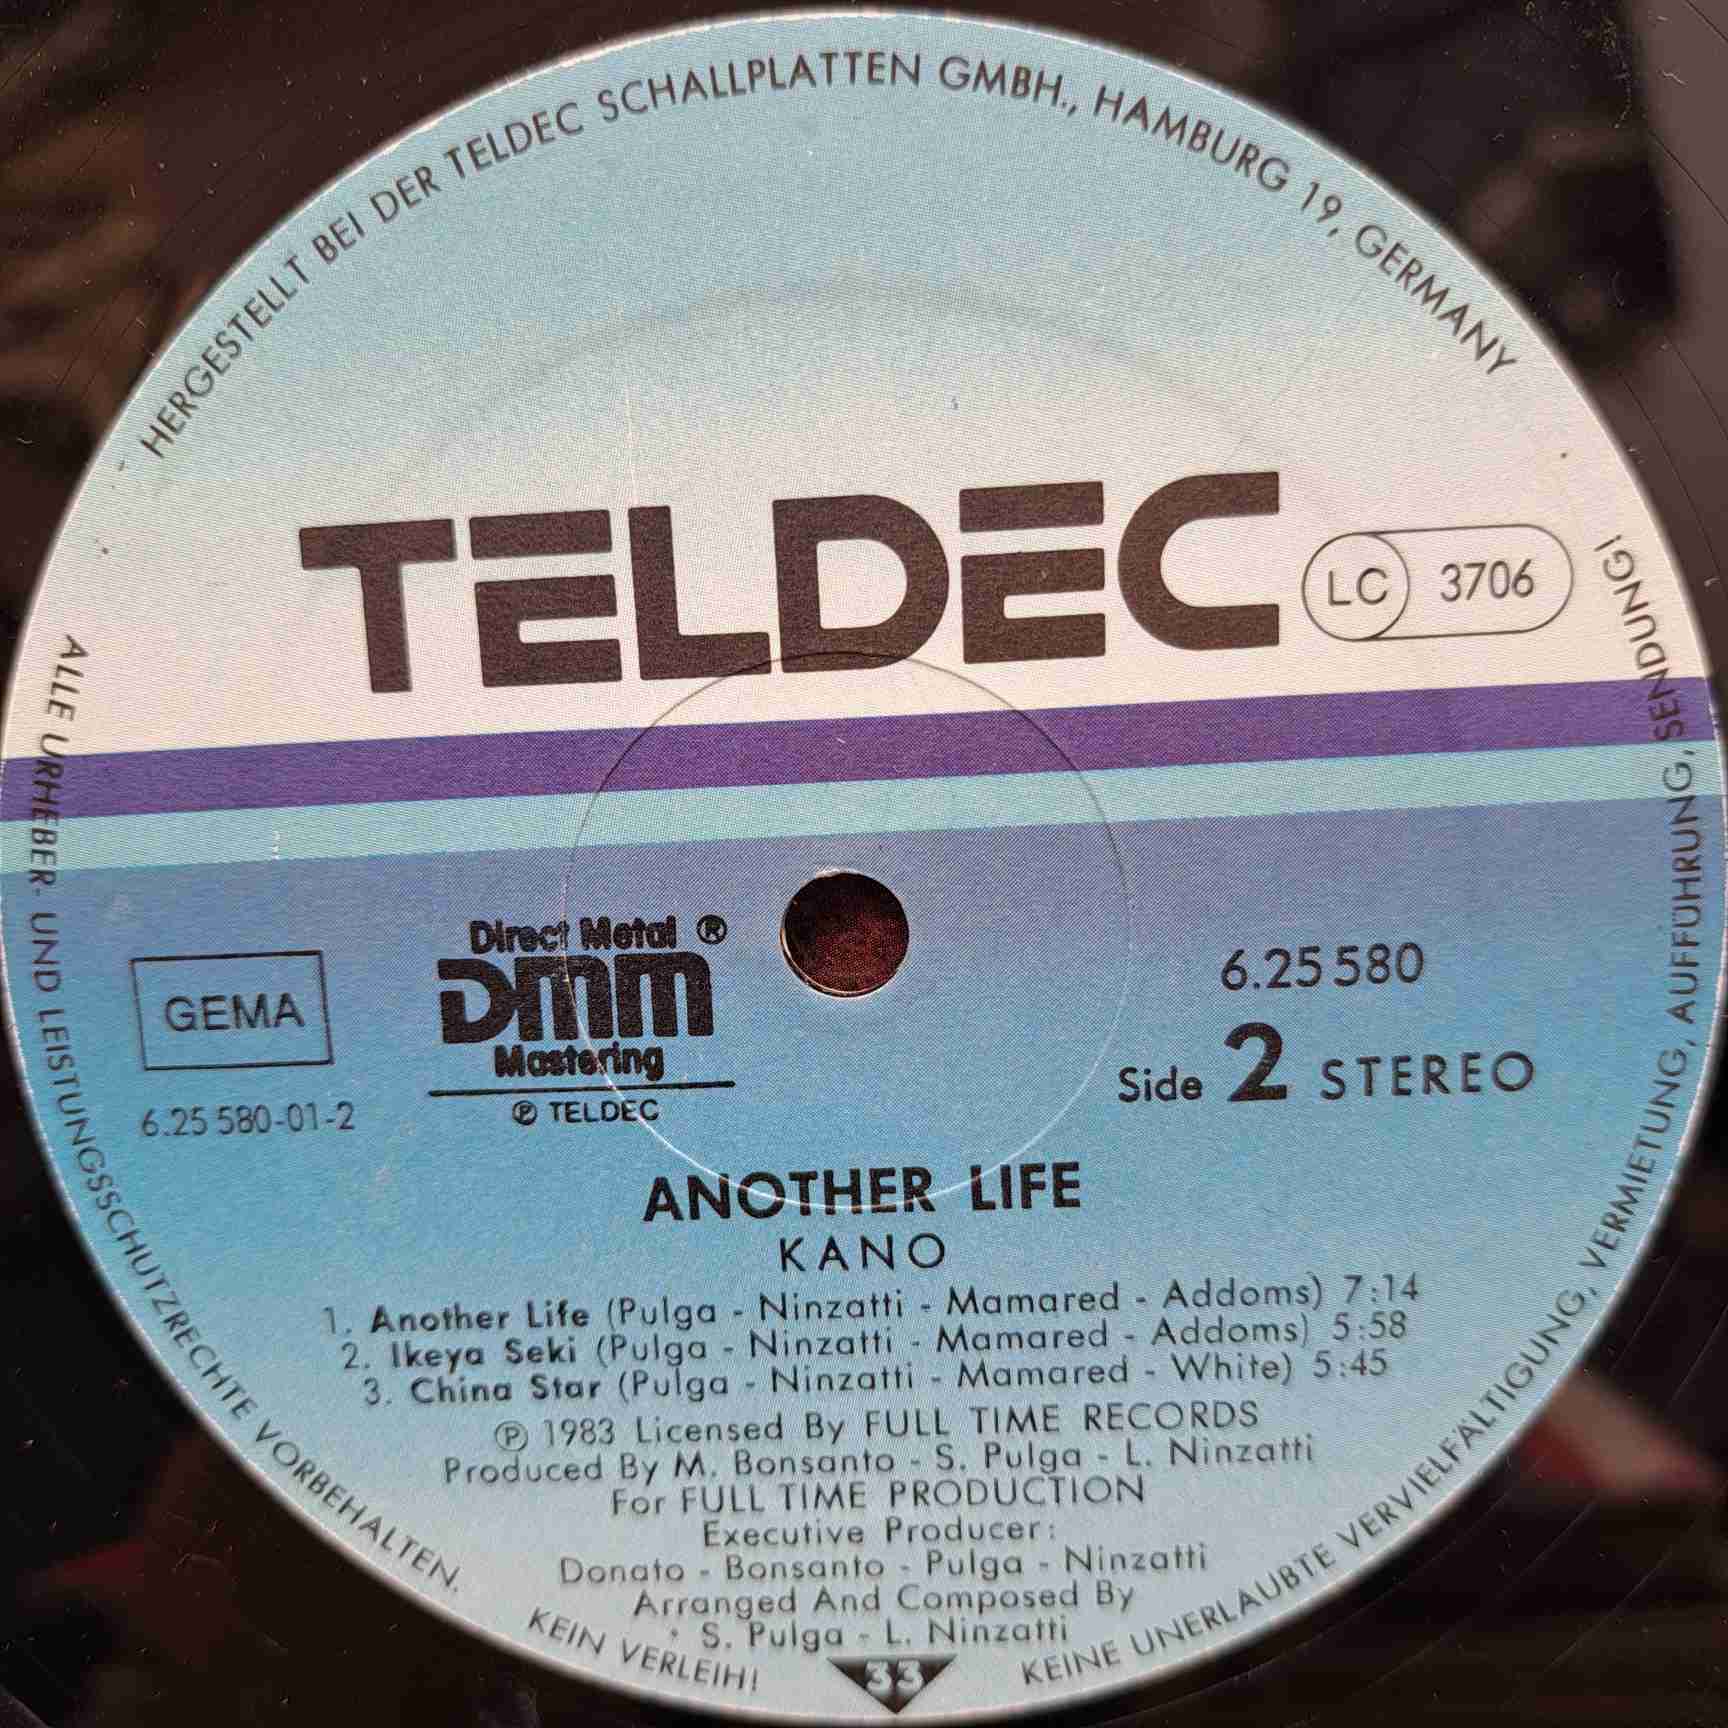 HERGESTELLT BEI DER TELDEC SCHALLPLATTEN GMBH., HAMBURG 19, GERMANY
TELDEC
LC 3706
Direct Metal ®
DMM
Mastering
℗ TELDEC
GEMA
6.25 580-01-2
6.25 580
Side 2 STEREO
ANOTHER LIFE
KANO
1. Another Life (Pulga - Ninzatti - Mamared - Addoms) 7:14
2. Ikeya Seki (Pulga - Ninzatti - Mamared - Addoms) 5:58
3. China Star (Pulga - Ninzatti - Mamared - White) 5:45
℗ 1983 Licensed By FULL TIME RECORDS
Produced By M. Bonsanto - S. Pulga - L. Ninzatti
For FULL TIME PRODUCTION
Executive Producer:
Donato - Bonsanto - Pulga - Ninzatti
Arranged And Composed By
S. Pulga - L. Ninzatti
33
ALLE URHEBER- UND LEISTUNGSSCHUTZRECHTE VORBEHALTEN.
KEIN VERLEIH!
KEINE UNERLAUBTE VERVIELFÄLTIGUNG, VERMIETUNG, AUFFÜHRUNG, SENDUNG!